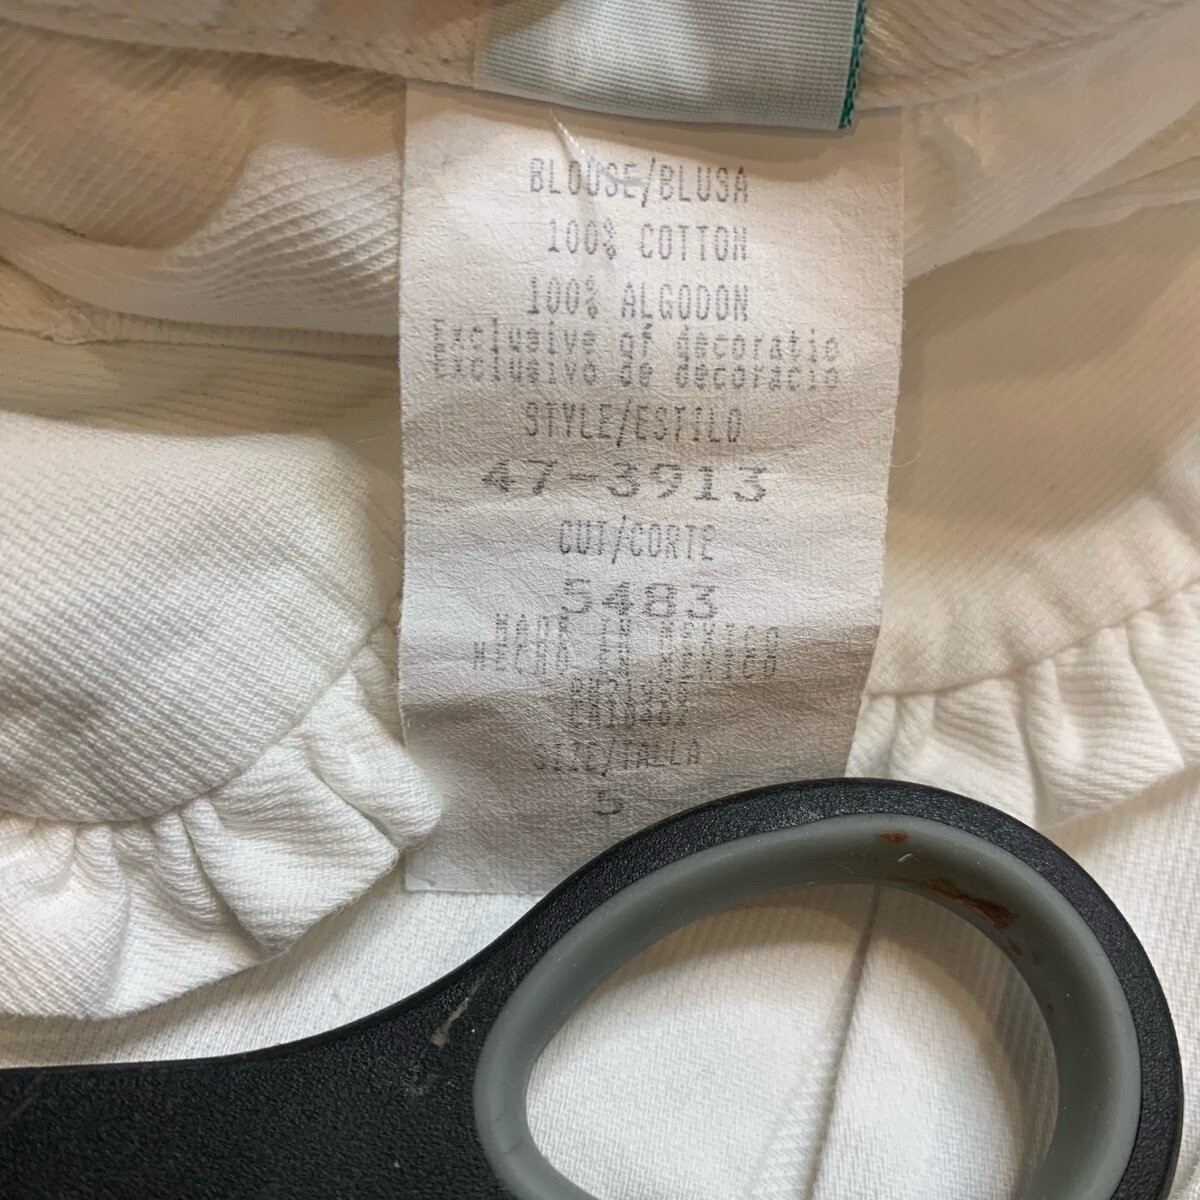 BLOUSE/BLUSA
100% COTTON
100% ALGODON
Exclusive of decoratio
Exclusivo de decoracio
STYLE/ESTILO
47-3913
CUT/CORTE
5483
MADE IN MEXICO
HECHO EN MEXICO
SIZE/TALLA
5